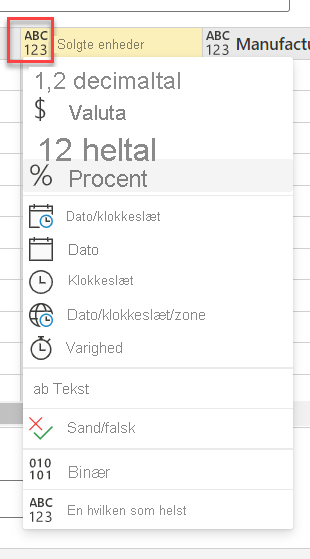 ABC
123
Solgte enheder
ABC
123
Manufactu
1,2 decimaltal
$ Valuta
12 heltal
% Procent
Dato/klokkeslæt
Dato
Klokkeslæt
Dato/klokkeslæt/zone
Varighed
ab Tekst
Sand/falsk
010
101
Binær
ABC
123
En hvilken som helst